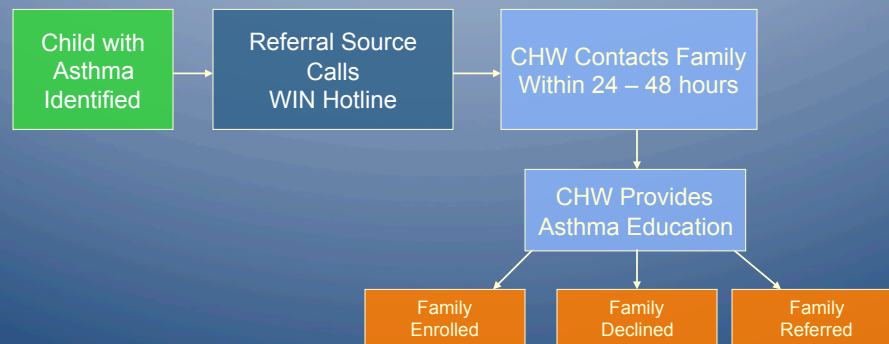 Child with
Asthma
Identified
Referral Source
Calls
WIN Hotline
CHW Contacts Family
Within 24 – 48 hours
CHW Provides
Asthma Education
Family
Enrolled
Family
Declined
Family
Referred